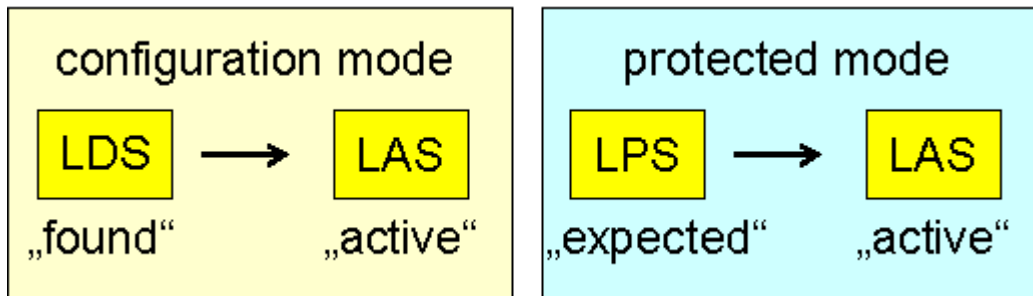 configuration mode
LDS LAS
„found“ „active“
protected mode
LPS LAS
„expected“ „active“